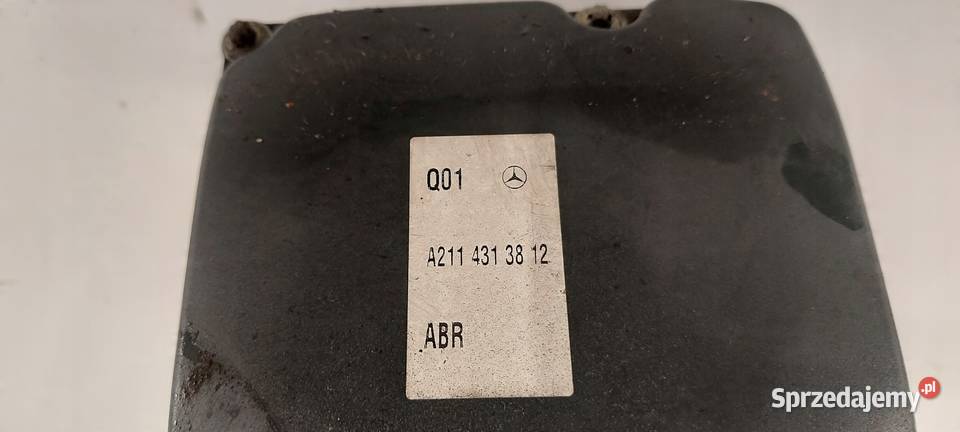 Q01
A211 431 38 12
ABR
Sprzedajemy.pl